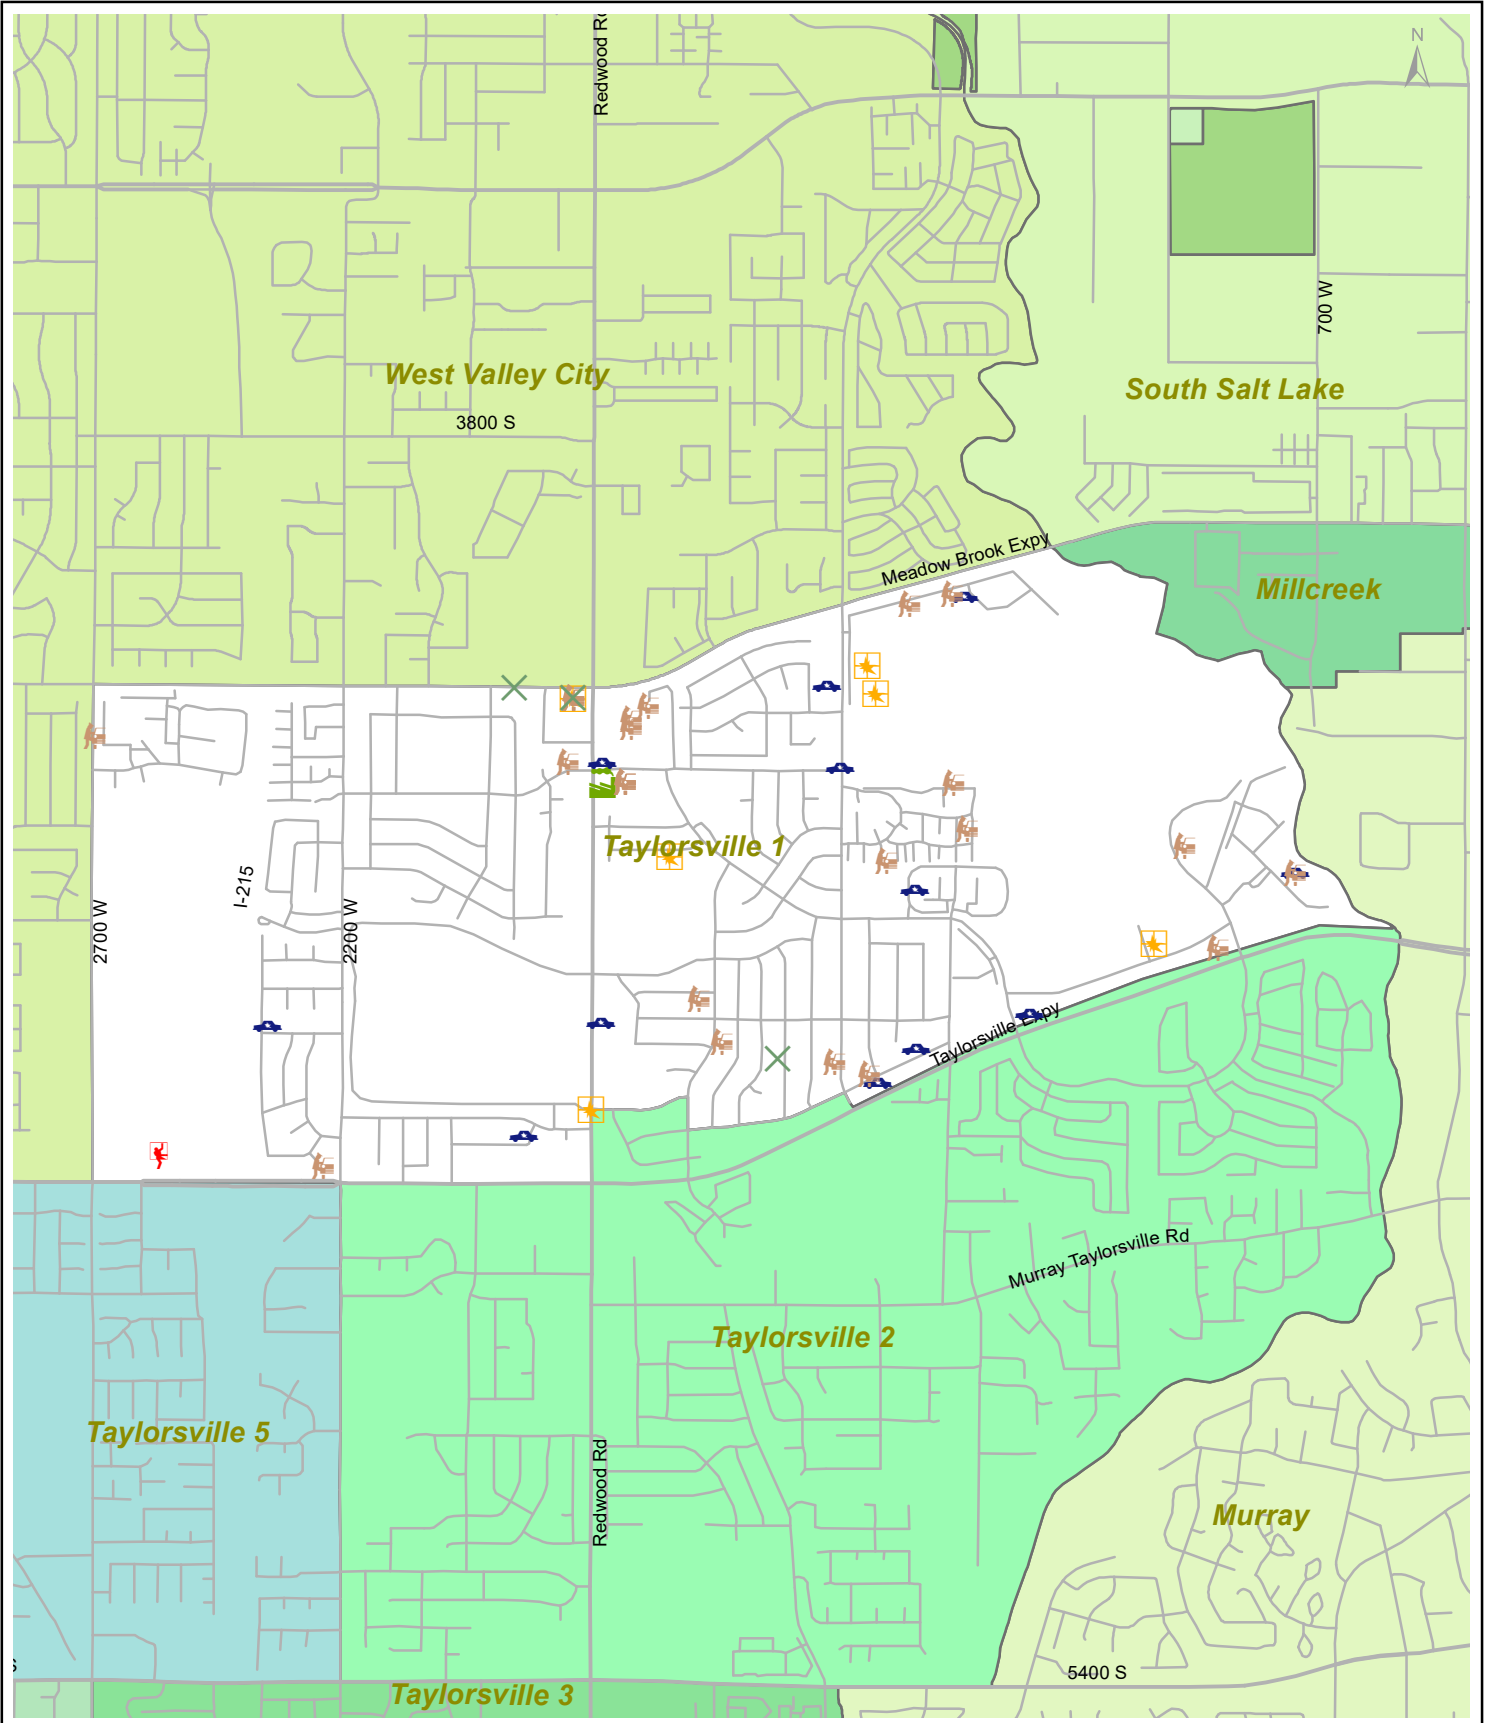 N
Redwood Rd
700 W
West Valley City
South Salt Lake
3800 S
Meadow Brook Expy
Millcreek
Taylorsville 1
I-215
2700 W
2200 W
Taylorsville Expy
Murray Taylorsville Rd
Taylorsville 2
Taylorsville 5
Redwood Rd
Murray
5400 S
Taylorsville 3